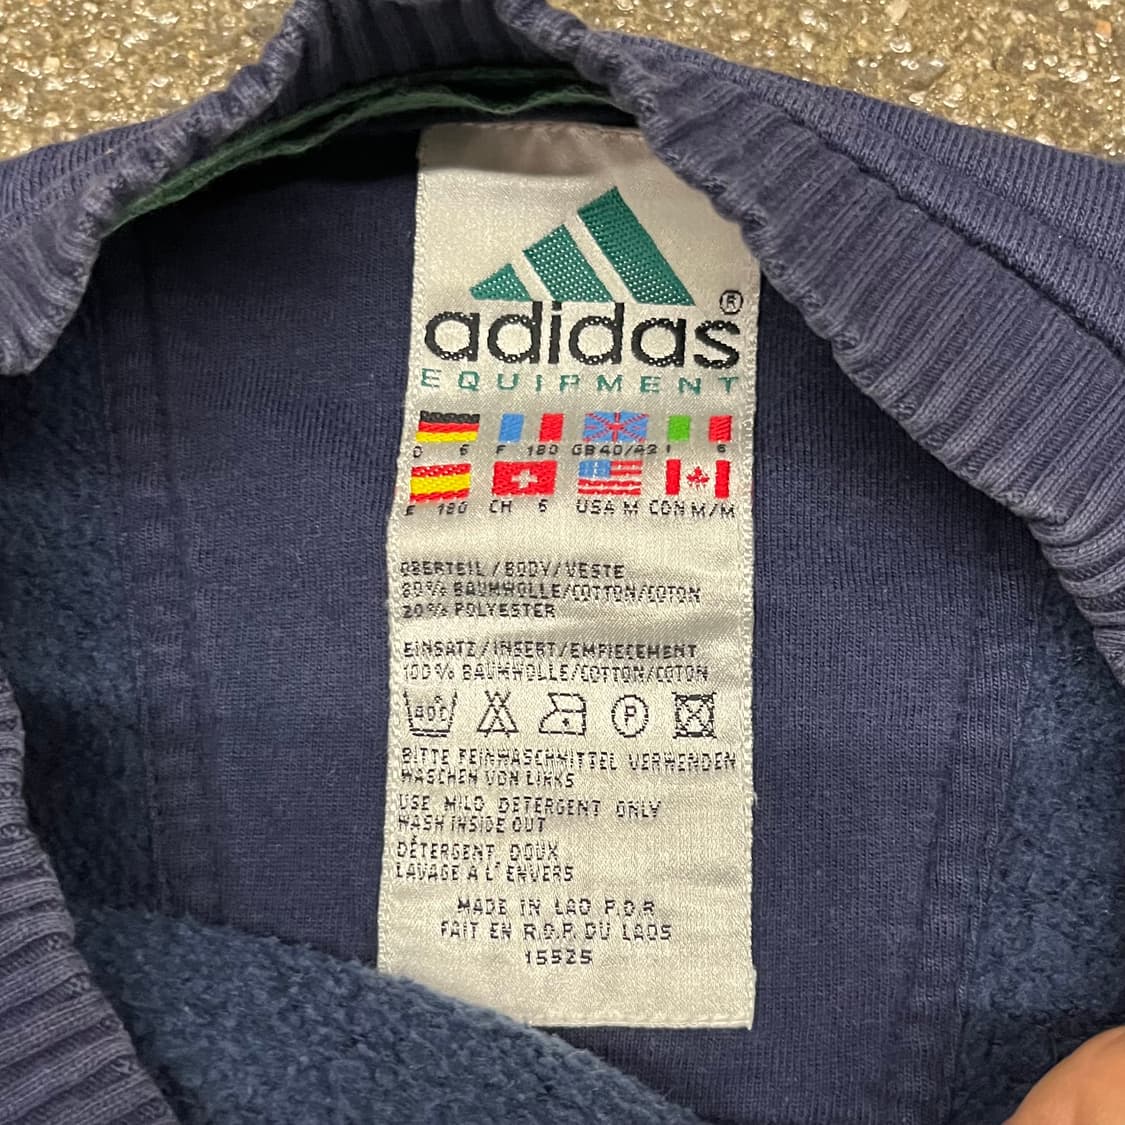 adidas ®
EQUIPMENT
D 6 F 180 GB 40/42 I 6
E 180 CH 6 USA M CDN M/M
OBERTEIL/BODY/VESTE
80% BAUMWOLLE/COTTON/COTON
20% POLYESTER
EINSATZ/INSERT/EMPIECEMENT
100% BAUMWOLLE/COTTON/COTON
40C P
BITTE FEINWASCHMITTEL VERWENDEN
WASCHEN VON LINKS
USE MILD DETERGENT ONLY
WASH INSIDE OUT
DÉTERGENT DOUX
LAVAGE A L'ENVERS
MADE IN LAO P.D.R
FAIT EN R.D.P. DU LAOS
15525